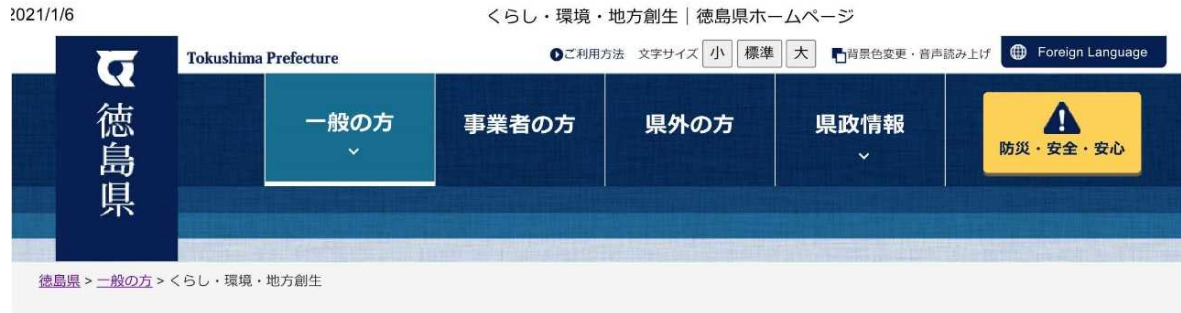 2021/1/6
くらし・環境・地方創生｜徳島県ホームページ
徳島県
Tokushima Prefecture
ご利用方法 文字サイズ 小 標準 大 背景色変更・音声読み上げ Foreign Language
一般の方 事業者の方 県外の方 県政情報
防災・安全・安心
徳島県 > 一般の方 > くらし・環境・地方創生